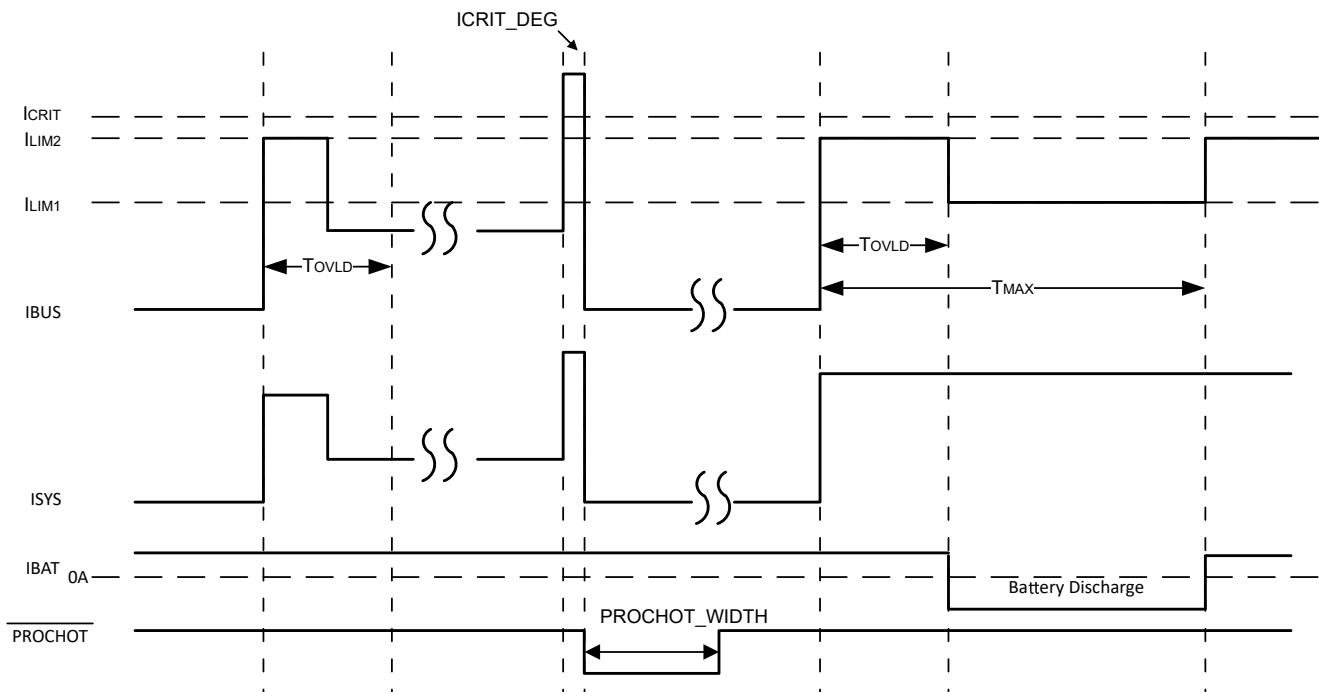 ICRIT_DEG
ICRIT
ILIM2
ILIM1
TOVLD
TOVLD
TMAX
IBUS
ISYS
IBAT 0A
Battery Discharge
PROCHOT_WIDTH
PROCHOT